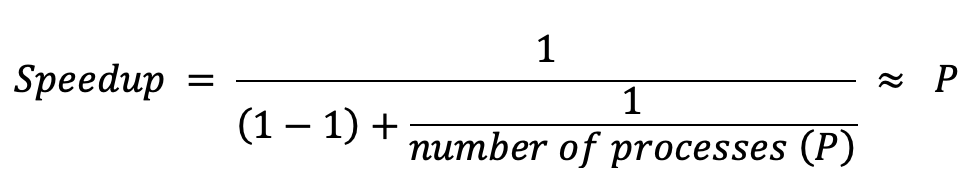 Speedup = 1 / ((1 − 1) + 1 / number of processes (P)) ≈ P